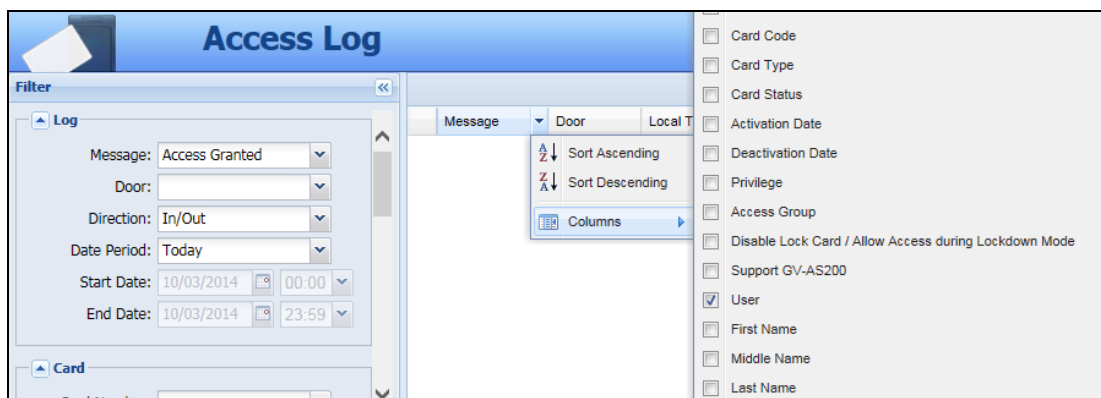 Access Log
Filter
Log
Message: Access Granted
Door:
Direction: In/Out
Date Period: Today
Start Date: 10/03/2014 00:00
End Date: 10/03/2014 23:59
Card
Message Door Local T
Sort Ascending
Sort Descending
Columns
Card Code
Card Type
Card Status
Activation Date
Deactivation Date
Privilege
Access Group
Disable Lock Card / Allow Access during Lockdown Mode
Support GV-AS200
User
First Name
Middle Name
Last Name